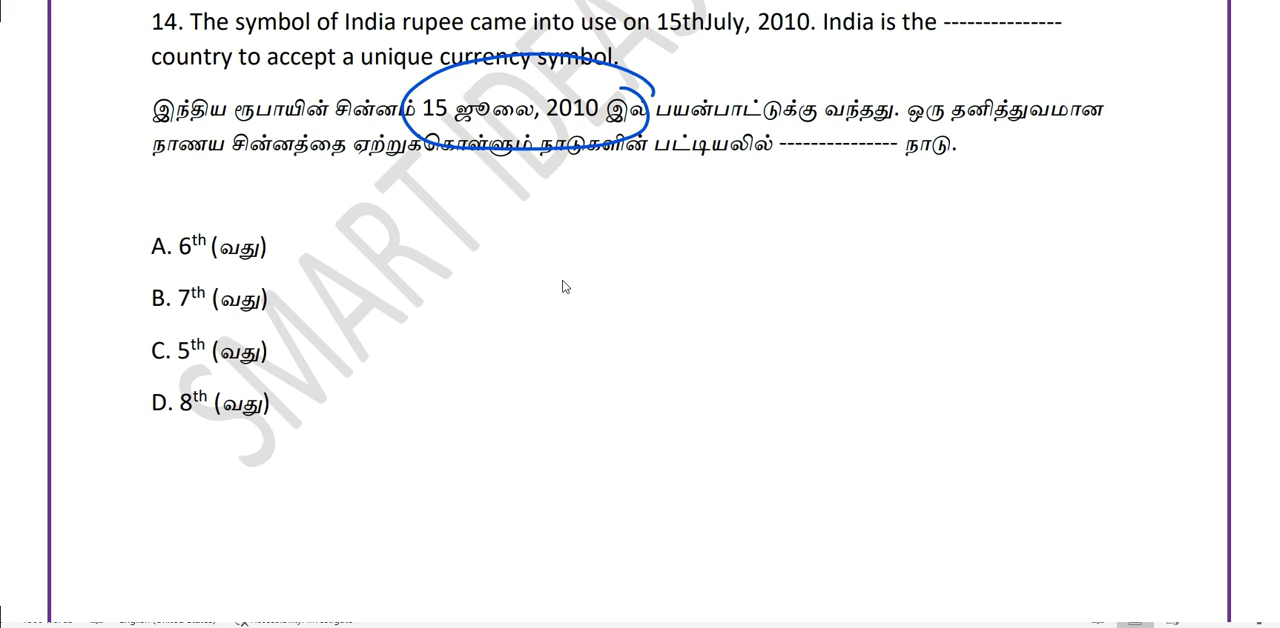 14. The symbol of India rupee came into use on 15thJuly, 2010. India is the ---------------
country to accept a unique currency symbol.
இந்திய ரூபாயின் சின்னம் 15 ஜூலை, 2010 இல் பயன்பாட்டுக்கு வந்தது. ஒரு தனித்துவமான
நாணய சின்னத்தை ஏற்றுக்கொள்ளும் நாடுகளின் பட்டியலில் --------------- நாடு.
A. 6th (வது)
B. 7th (வது)
C. 5th (வது)
D. 8th (வது)
SMART IDEAS